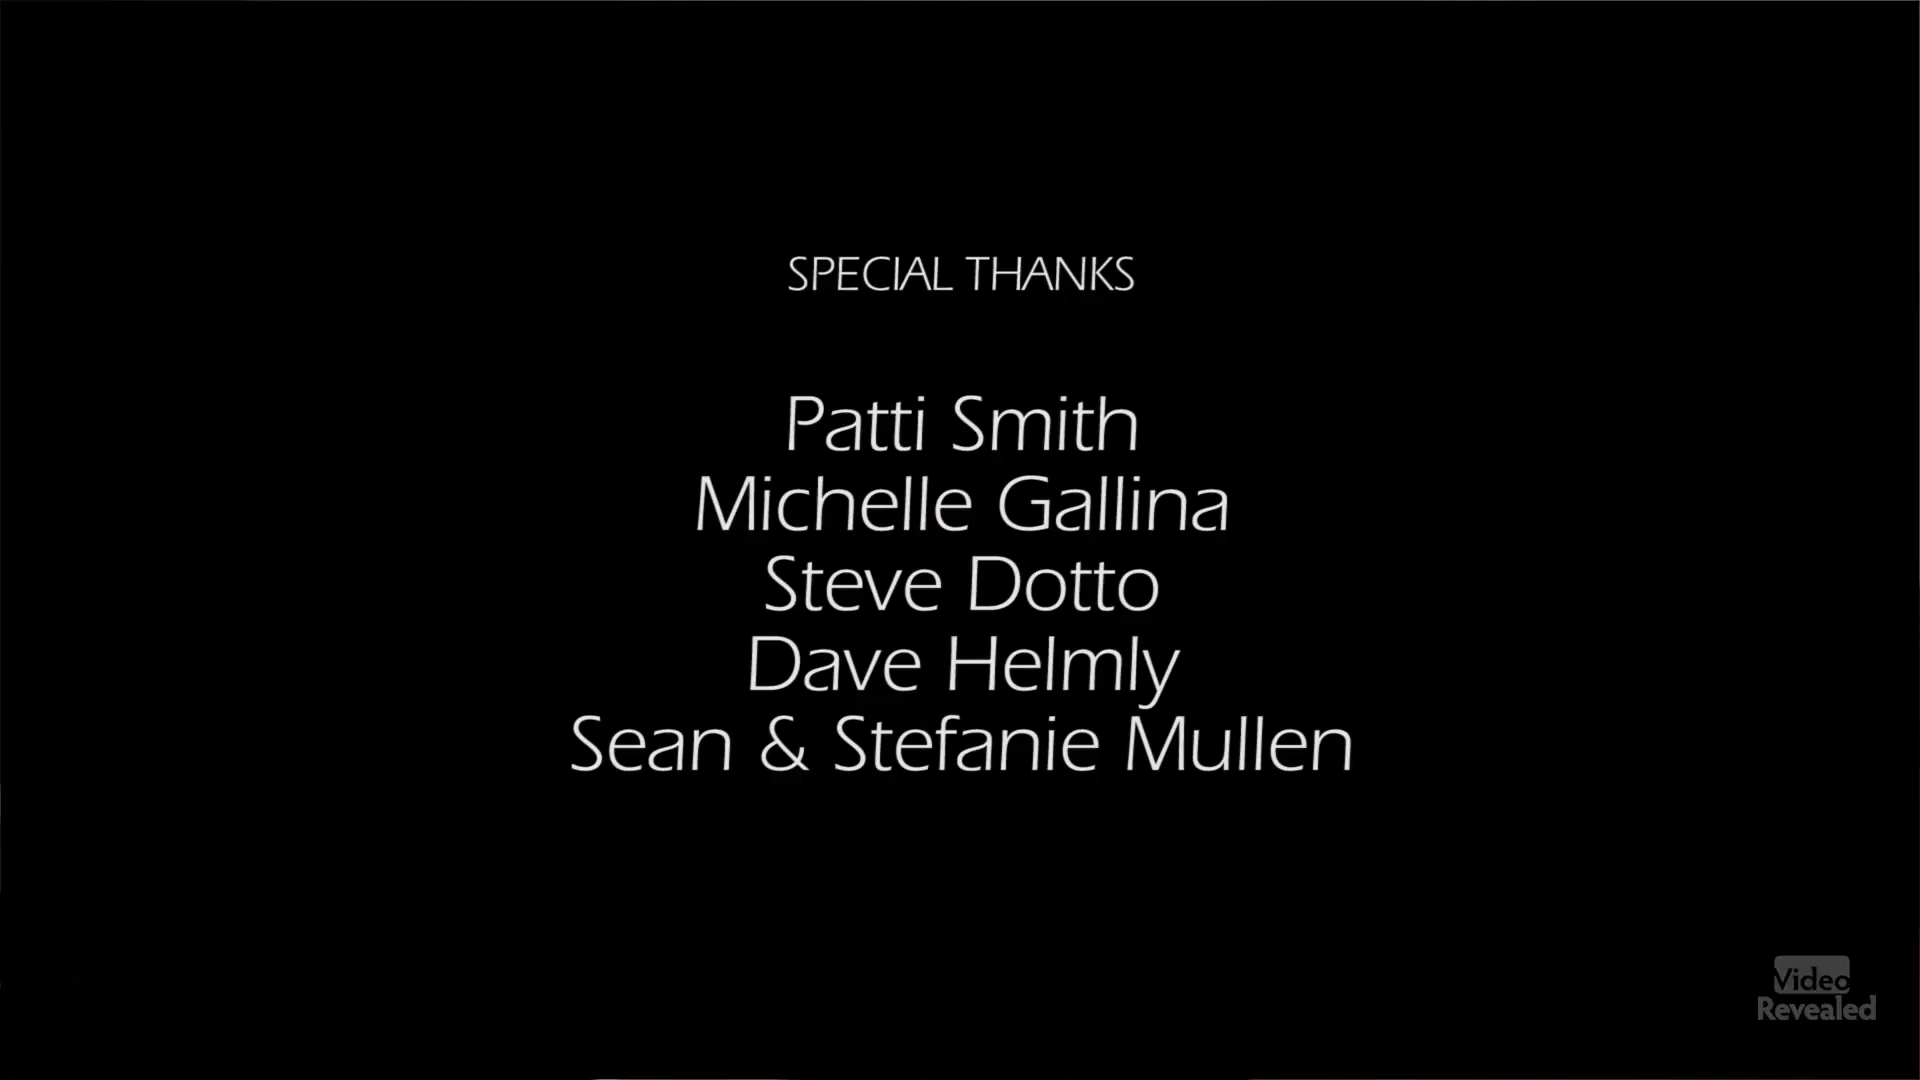 SPECIAL THANKS
Patti Smith
Michelle Gallina
Steve Dotto
Dave Helmly
Sean & Stefanie Mullen
Video
Revealed